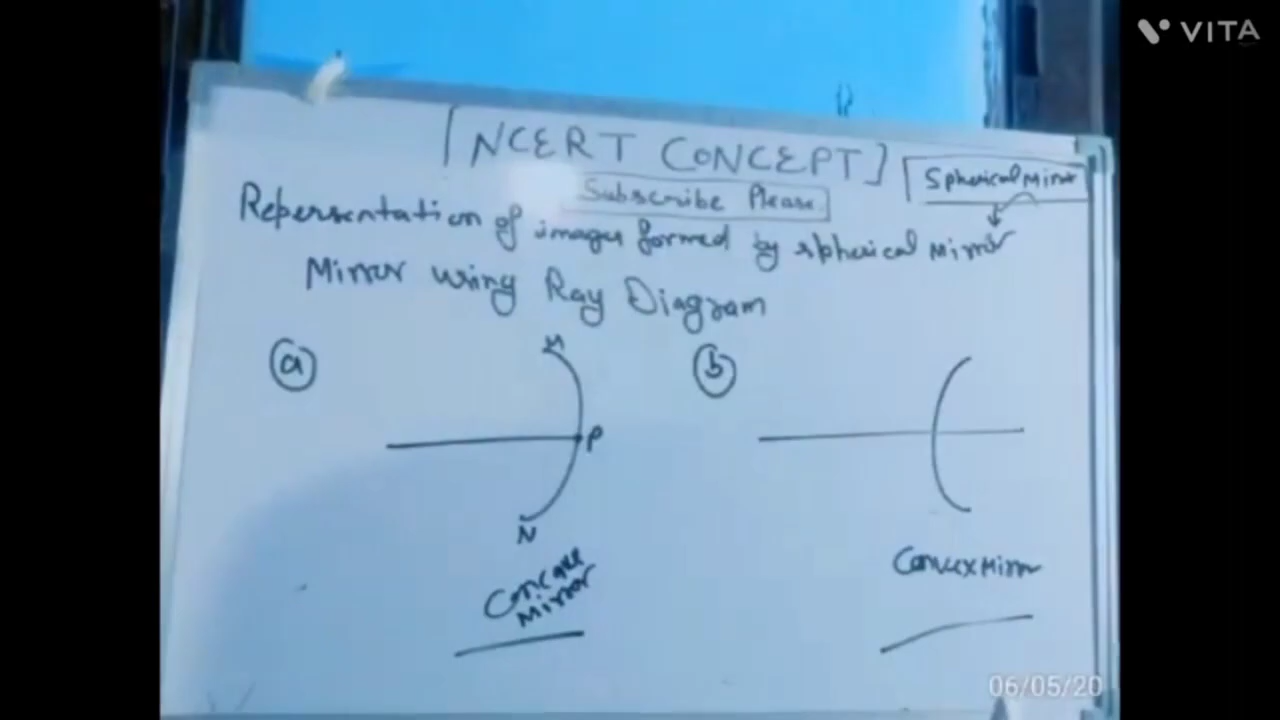 VITA
[NCERT CONCEPT]
Spherical Mirror
Subscribe Please
Repersentation of images formed by spherical Mirror
Mirror using Ray Diagram
a
M
P
N
Concave
Mirror
b
Convex Mirror
06/05/20